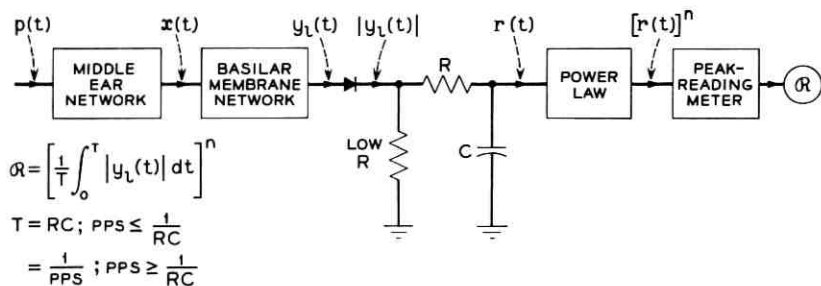 p(t) x(t) y_l(t) |y_l(t)| r(t) [r(t)]^n
MIDDLE EAR NETWORK
BASILAR MEMBRANE NETWORK
R
LOW R
C
POWER LAW
PEAK-READING METER
ℛ
ℛ = [1/T ∫_0^T |y_l(t)| dt]^n
T = RC ; PPS ≤ 1/RC
= 1/PPS ; PPS ≥ 1/RC